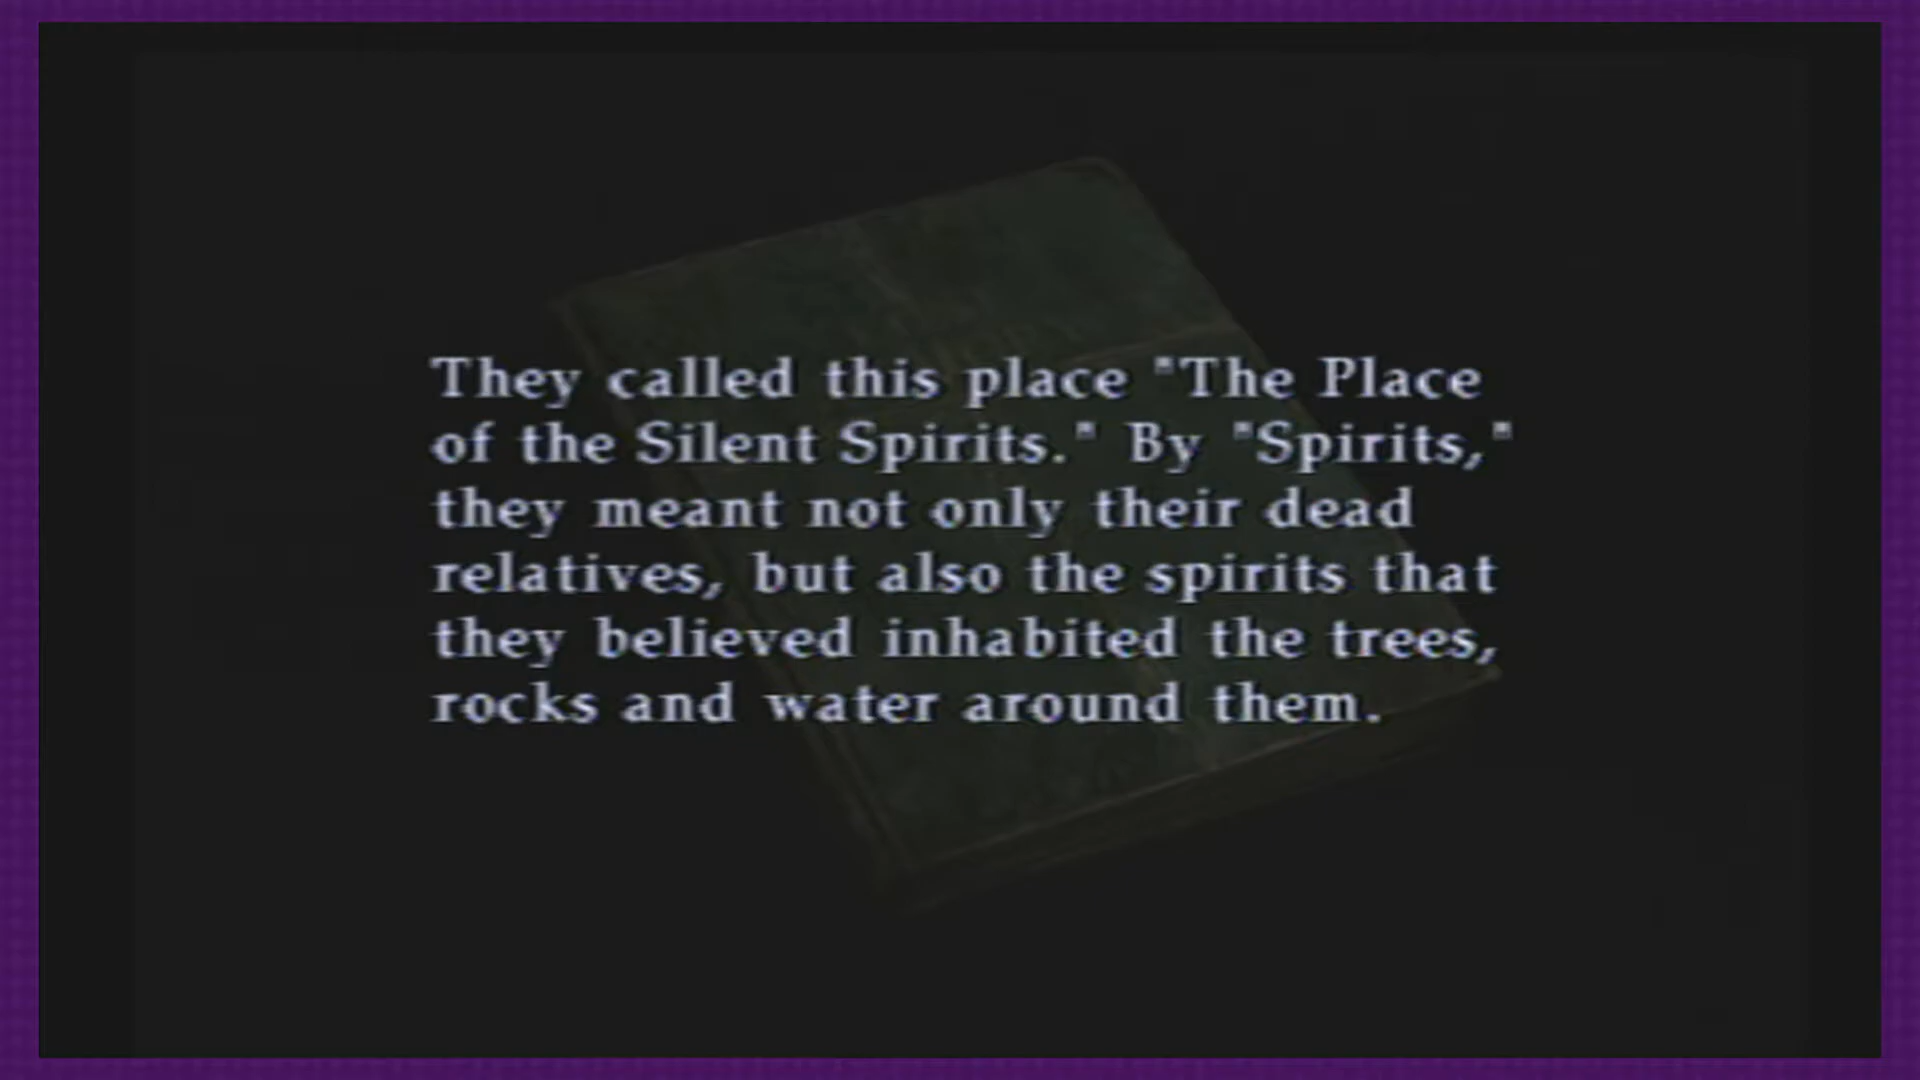 They called this place "The Place
of the Silent Spirits." By "Spirits,"
they meant not only their dead
relatives, but also the spirits that
they believed inhabited the trees,
rocks and water around them.